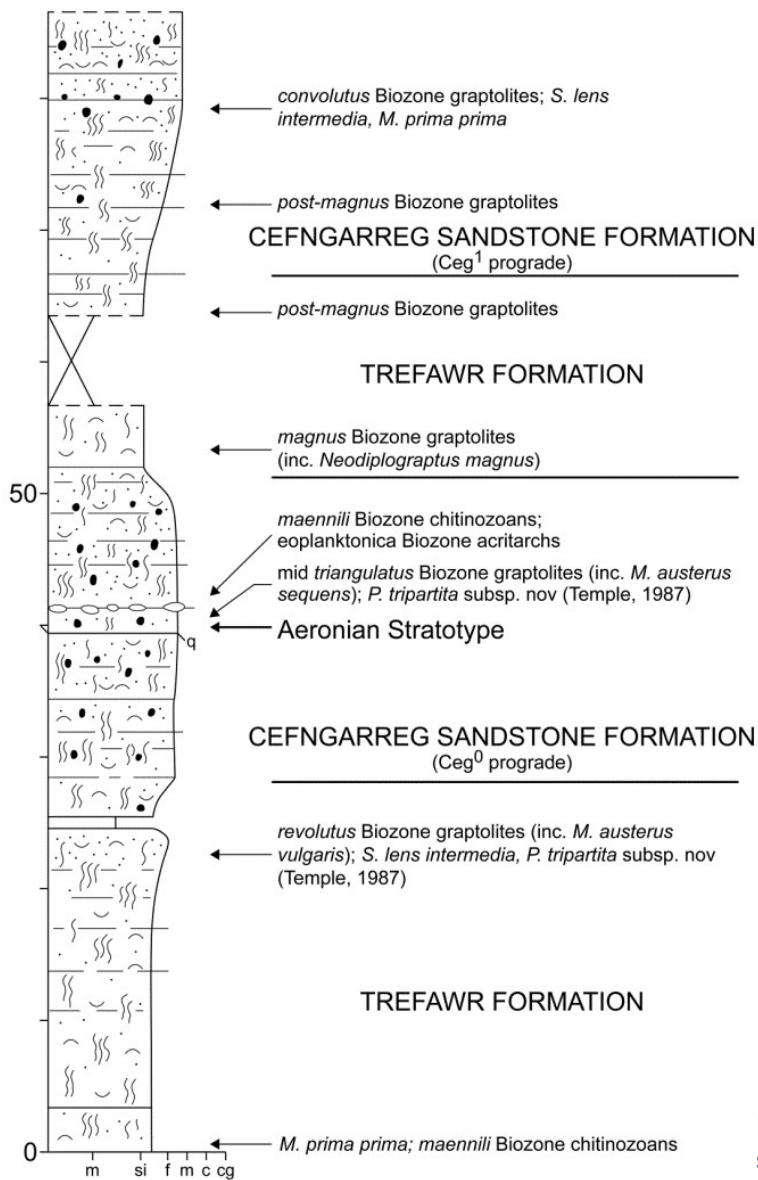 convolutus Biozone graptolites; S. lens
intermedia, M. prima prima
post-magnus Biozone graptolites
CEFNGARREG SANDSTONE FORMATION
(Ceg¹ prograde)
post-magnus Biozone graptolites
TREFAWR FORMATION
magnus Biozone graptolites
(inc. Neodiplograptus magnus)
50
maennili Biozone chitinozoans;
eoplanktonica Biozone acritarchs
mid triangulatus Biozone graptolites (inc. M. austerus
sequens); P. tripartita subsp. nov (Temple, 1987)
Aeronian Stratotype
q
CEFNGARREG SANDSTONE FORMATION
(Ceg⁰ prograde)
revolutus Biozone graptolites (inc. M. austerus
vulgaris); S. lens intermedia, P. tripartita subsp. nov
(Temple, 1987)
TREFAWR FORMATION
M. prima prima; maennili Biozone chitinozoans
0
m si f m c cg